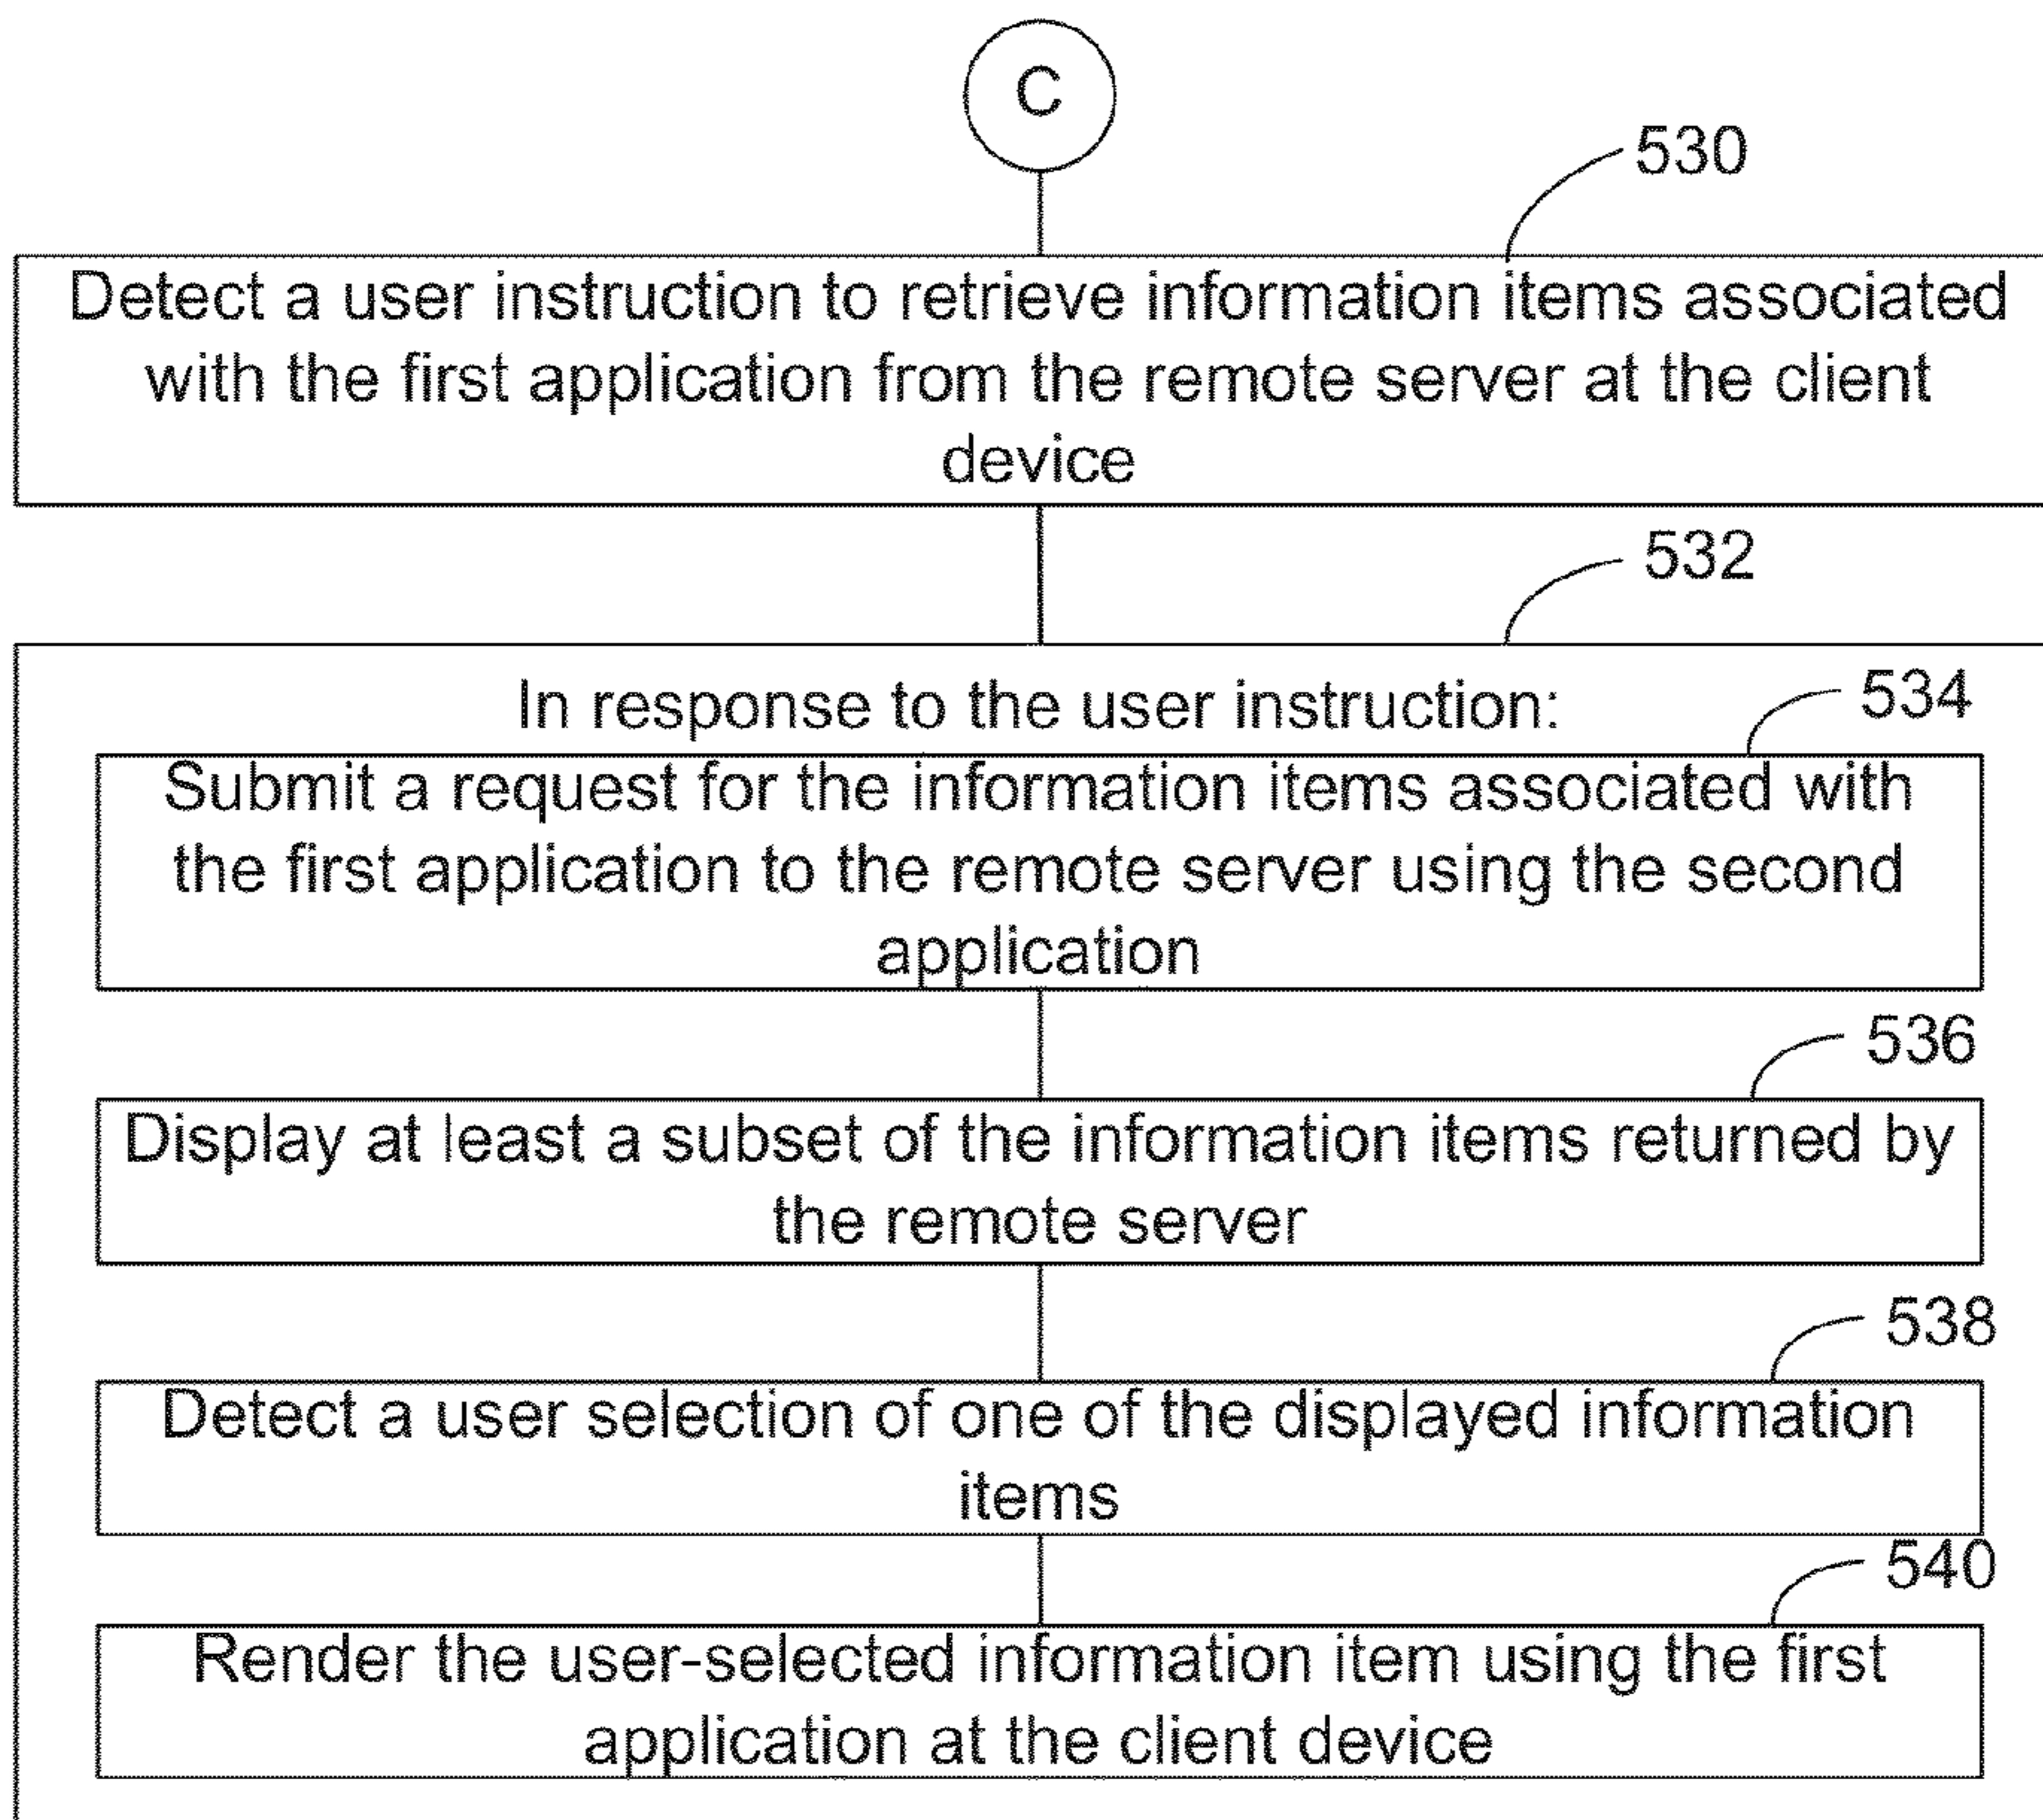 C
530
Detect a user instruction to retrieve information items associated
with the first application from the remote server at the client
device
532
In response to the user instruction:
534
Submit a request for the information items associated with
the first application to the remote server using the second
application
536
Display at least a subset of the information items returned by
the remote server
538
Detect a user selection of one of the displayed information
items
540
Render the user-selected information item using the first
application at the client device